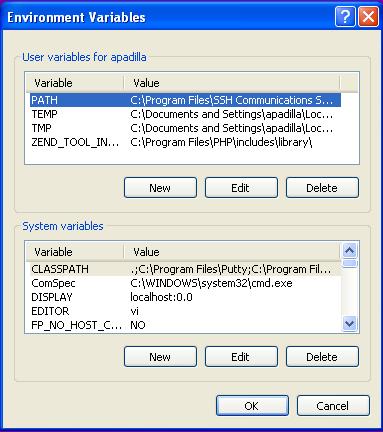 Environment Variables
User variables for apadilla
Variable Value
PATH C:\Program Files\SSH Communications S...
TEMP C:\Documents and Settings\apadilla\Loc...
TMP C:\Documents and Settings\apadilla\Loc...
ZEND_TOOL_IN... C:\Program Files\PHP\includes\library\
New Edit Delete
System variables
Variable Value
CLASSPATH .;C:\Program Files\Putty;C:\Program Fil...
ComSpec C:\WINDOWS\system32\cmd.exe
DISPLAY localhost:0.0
EDITOR vi
FP_NO_HOST_C... NO
New Edit Delete
OK Cancel